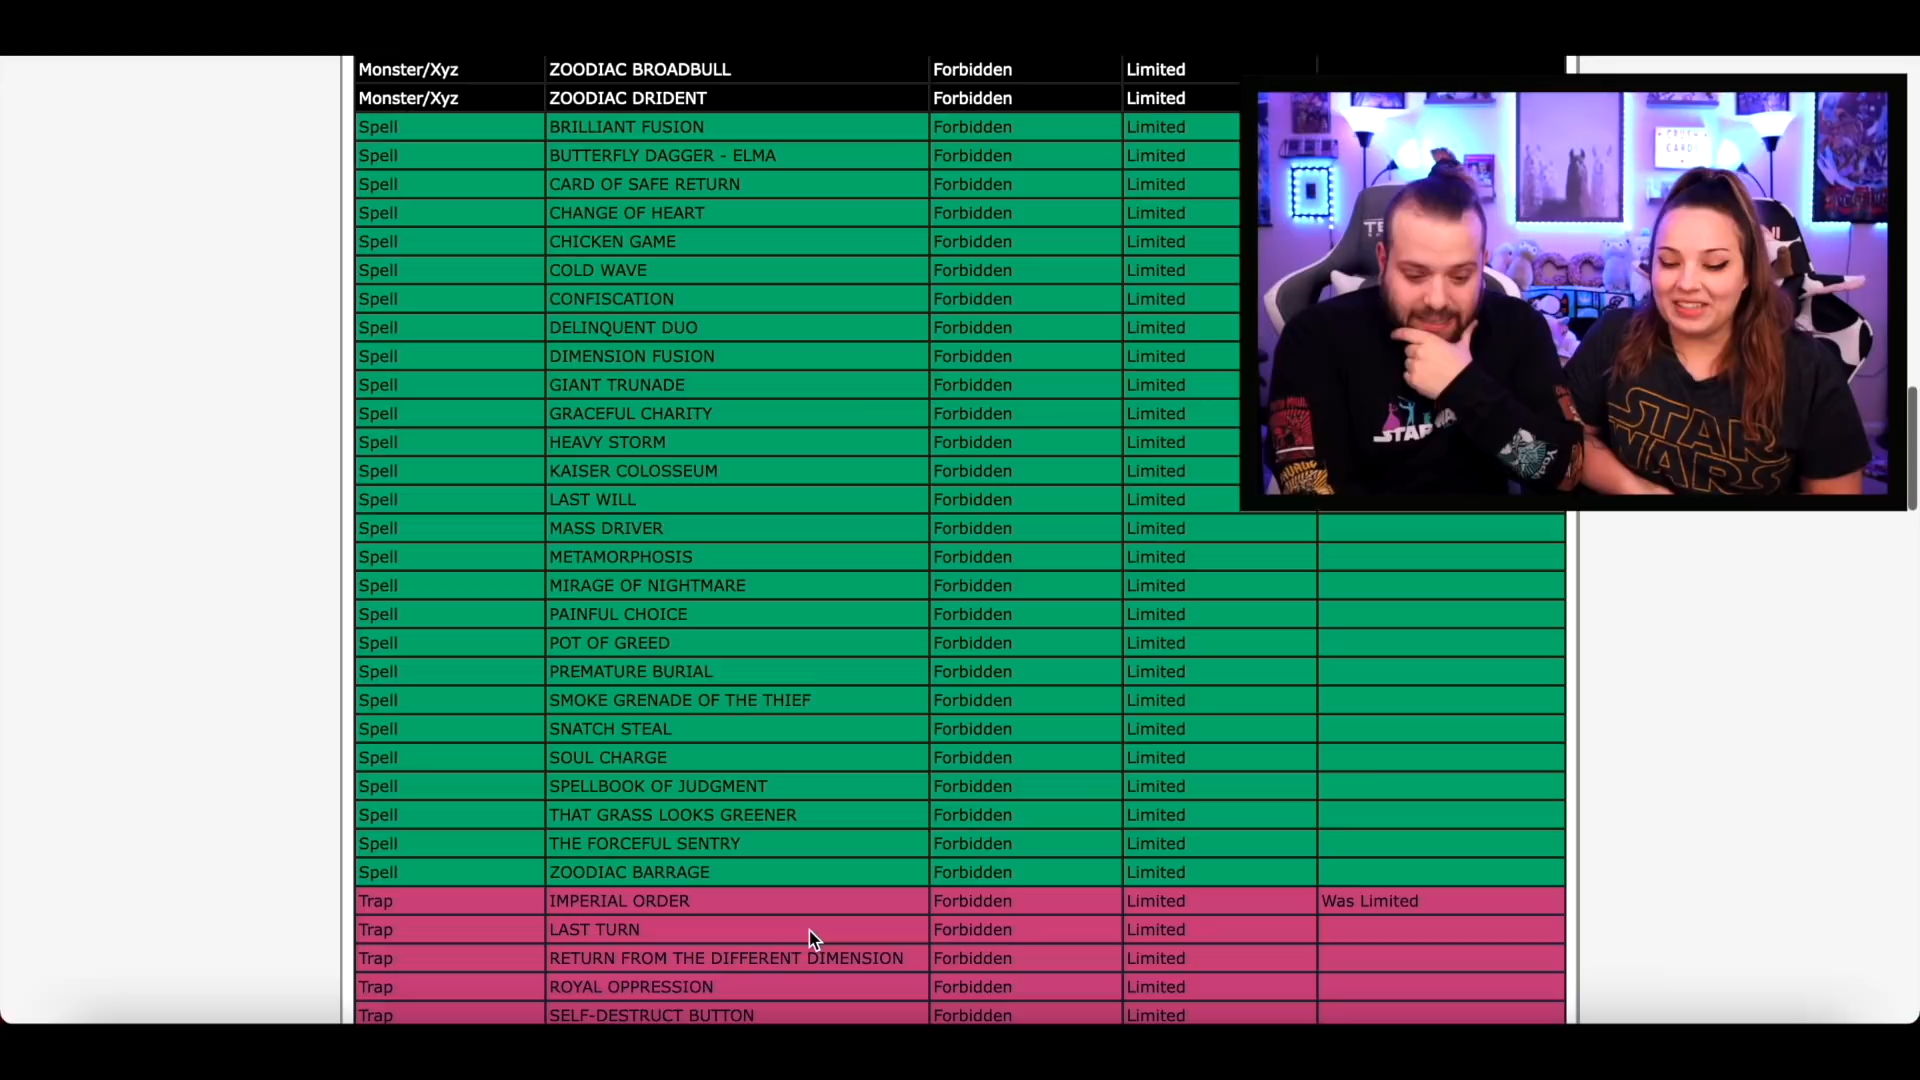 Monster/Xyz ZOODIAC BROADBULL Forbidden Limited
Monster/Xyz ZOODIAC DRIDENT Forbidden Limited
Spell BRILLIANT FUSION Forbidden Limited
Spell BUTTERFLY DAGGER - ELMA Forbidden Limited
Spell CARD OF SAFE RETURN Forbidden Limited
Spell CHANGE OF HEART Forbidden Limited
Spell CHICKEN GAME Forbidden Limited
Spell COLD WAVE Forbidden Limited
Spell CONFISCATION Forbidden Limited
Spell DELINQUENT DUO Forbidden Limited
Spell DIMENSION FUSION Forbidden Limited
Spell GIANT TRUNADE Forbidden Limited
Spell GRACEFUL CHARITY Forbidden Limited
Spell HEAVY STORM Forbidden Limited
Spell KAISER COLOSSEUM Forbidden Limited
Spell LAST WILL Forbidden Limited
Spell MASS DRIVER Forbidden Limited
Spell METAMORPHOSIS Forbidden Limited
Spell MIRAGE OF NIGHTMARE Forbidden Limited
Spell PAINFUL CHOICE Forbidden Limited
Spell POT OF GREED Forbidden Limited
Spell PREMATURE BURIAL Forbidden Limited
Spell SMOKE GRENADE OF THE THIEF Forbidden Limited
Spell SNATCH STEAL Forbidden Limited
Spell SOUL CHARGE Forbidden Limited
Spell SPELLBOOK OF JUDGMENT Forbidden Limited
Spell THAT GRASS LOOKS GREENER Forbidden Limited
Spell THE FORCEFUL SENTRY Forbidden Limited
Spell ZOODIAC BARRAGE Forbidden Limited
Trap IMPERIAL ORDER Forbidden Limited Was Limited
Trap LAST TURN Forbidden Limited
Trap RETURN FROM THE DIFFERENT DIMENSION Forbidden Limited
Trap ROYAL OPPRESSION Forbidden Limited
Trap SELF-DESTRUCT BUTTON Forbidden Limited
CARDS
STAR
WARS